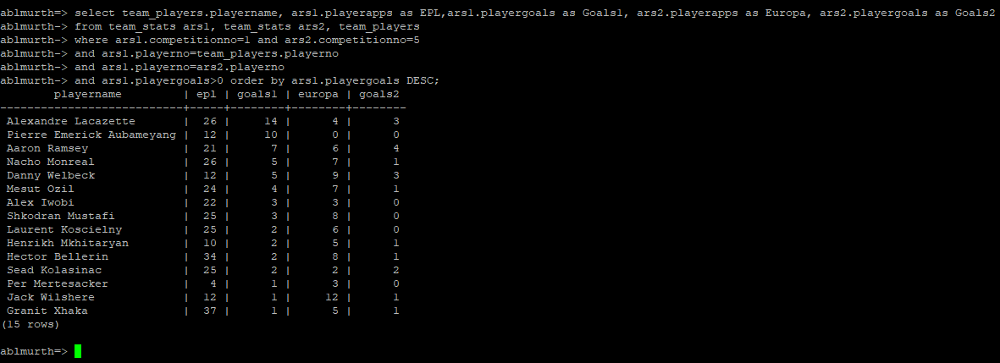 ablmurth=> select team_players.playername, ars1.playerapps as EPL,ars1.playergoals as Goals1, ars2.playerapps as Europa, ars2.playergoals as Goals2
ablmurth-> from team_stats ars1, team_stats ars2, team_players
ablmurth-> where ars1.competitionno=1 and ars2.competitionno=5
ablmurth-> and ars1.playerno=team_players.playerno
ablmurth-> and ars1.playerno=ars2.playerno
ablmurth-> and ars1.playergoals>0 order by ars1.playergoals DESC;
        playername         | epl | goals1 | europa | goals2
---------------------------+-----+--------+--------+--------
 Alexandre Lacazette       |  26 |     14 |      4 |      3
 Pierre Emerick Aubameyang |  12 |     10 |      0 |      0
 Aaron Ramsey              |  21 |      7 |      6 |      4
 Nacho Monreal             |  26 |      5 |      7 |      1
 Danny Welbeck             |  12 |      5 |      9 |      3
 Mesut Ozil                |  24 |      4 |      7 |      1
 Alex Iwobi                |  22 |      3 |      3 |      0
 Shkodran Mustafi          |  25 |      3 |      8 |      0
 Laurent Koscielny         |  25 |      2 |      6 |      0
 Henrikh Mkhitaryan        |  10 |      2 |      5 |      1
 Hector Bellerin           |  34 |      2 |      8 |      1
 Sead Kolasinac            |  25 |      2 |      2 |      2
 Per Mertesacker           |   4 |      1 |      3 |      0
 Jack Wilshere             |  12 |      1 |     12 |      1
 Granit Xhaka              |  37 |      1 |      5 |      1
(15 rows)
ablmurth=>